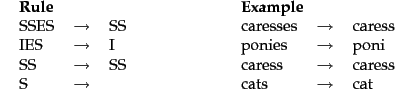 Rule Example
SSES → SS caresses → caress
IES → I ponies → poni
SS → SS caress → caress
S → cats → cat